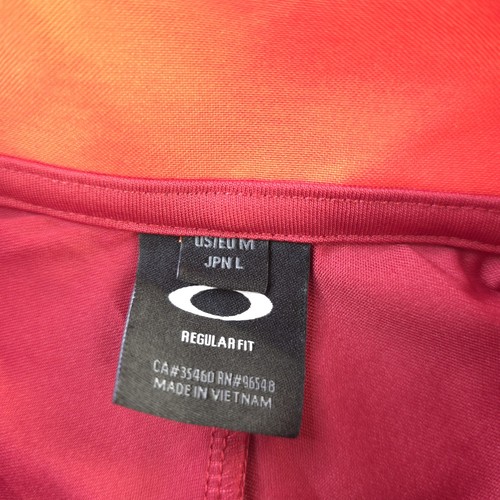 US/EU M
JPN L
REGULAR FIT
CA#35460 RN#96548
MADE IN VIETNAM